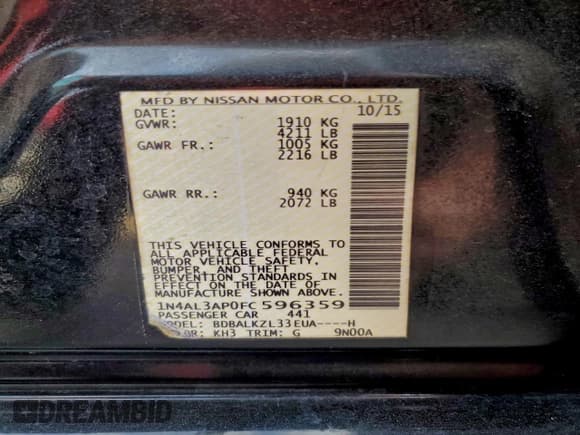 MFD BY NISSAN MOTOR CO., LTD.
DATE: 10/15
GVWR: 1910 KG
4211 LB
GAWR FR.: 1005 KG
2216 LB
GAWR RR.: 940 KG
2072 LB
THIS VEHICLE CONFORMS TO
ALL APPLICABLE FEDERAL
MOTOR VEHICLE SAFETY,
BUMPER, AND THEFT
PREVENTION STANDARDS IN
EFFECT ON THE DATE OF
MANUFACTURE SHOWN ABOVE.
1N4AL3AP0FC596359
PASSENGER CAR 441
MODEL: BDBALKZL33EUA----H
KH3 TRIM: G 9N00A
DREAMBID